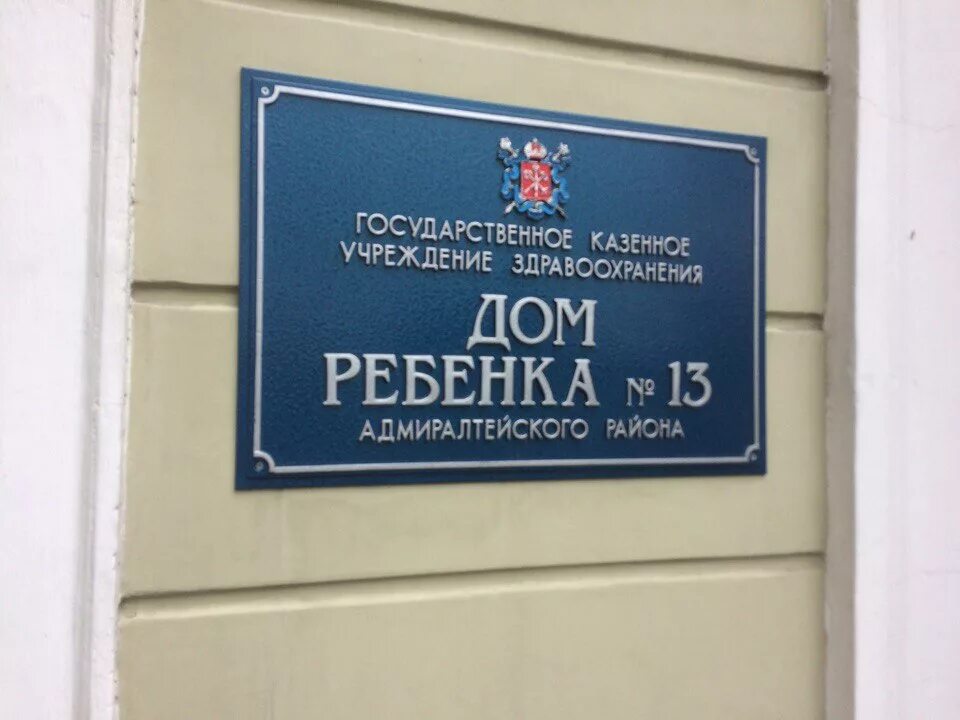 ГОСУДАРСТВЕННОЕ КАЗЕННОЕ
УЧРЕЖДЕНИЕ ЗДРАВООХРАНЕНИЯ
ДОМ
РЕБЕНКА № 13
АДМИРАЛТЕЙСКОГО РАЙОНА